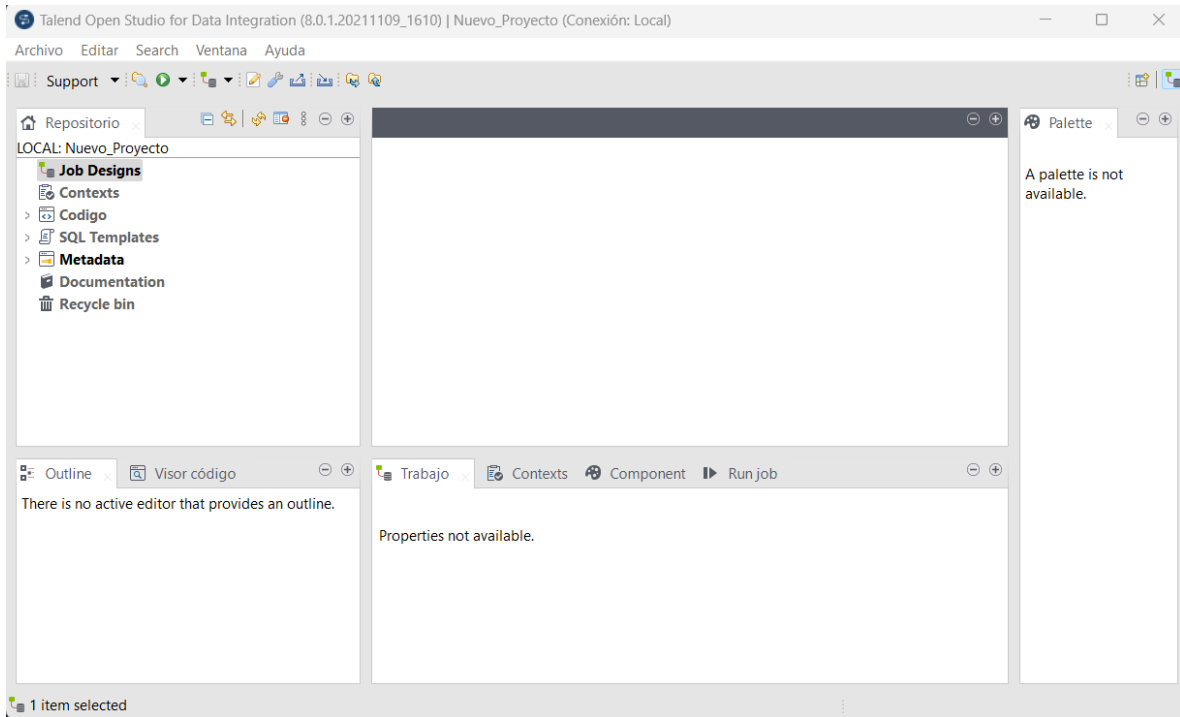 Talend Open Studio for Data Integration (8.0.1.20211109_1610) | Nuevo_Proyecto (Conexión: Local)
Archivo Editar Search Ventana Ayuda
Support
Repositorio
LOCAL: Nuevo_Proyecto
Job Designs
Contexts
Codigo
SQL Templates
Metadata
Documentation
Recycle bin
Palette
A palette is not
available.
Outline Visor código
There is no active editor that provides an outline.
Trabajo Contexts Component Run job
Properties not available.
1 item selected